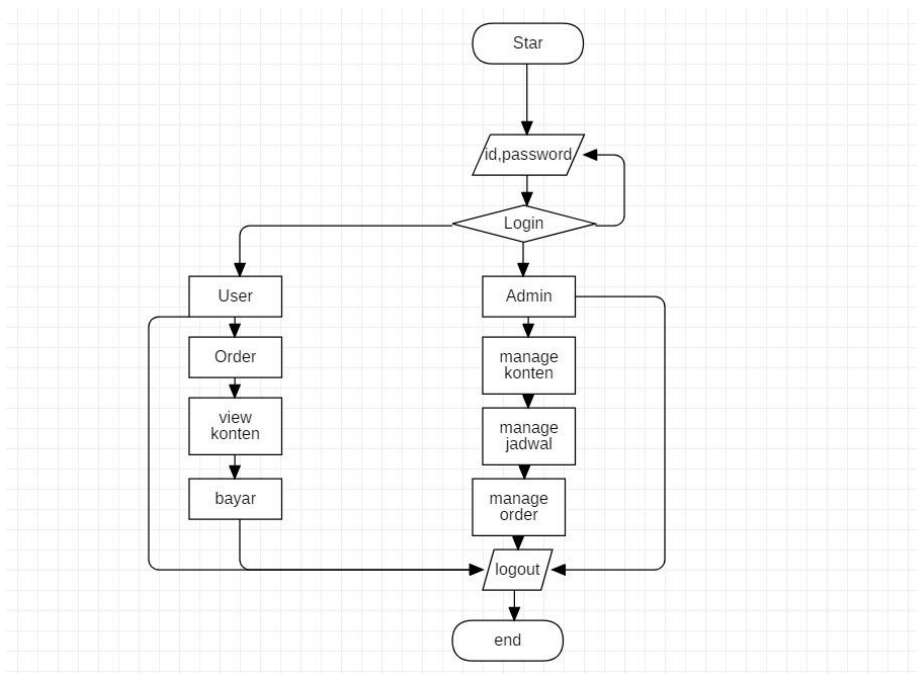 Star
id,password
Login
User
Admin
Order
manage
konten
view
konten
manage
jadwal
bayar
manage
order
logout
end